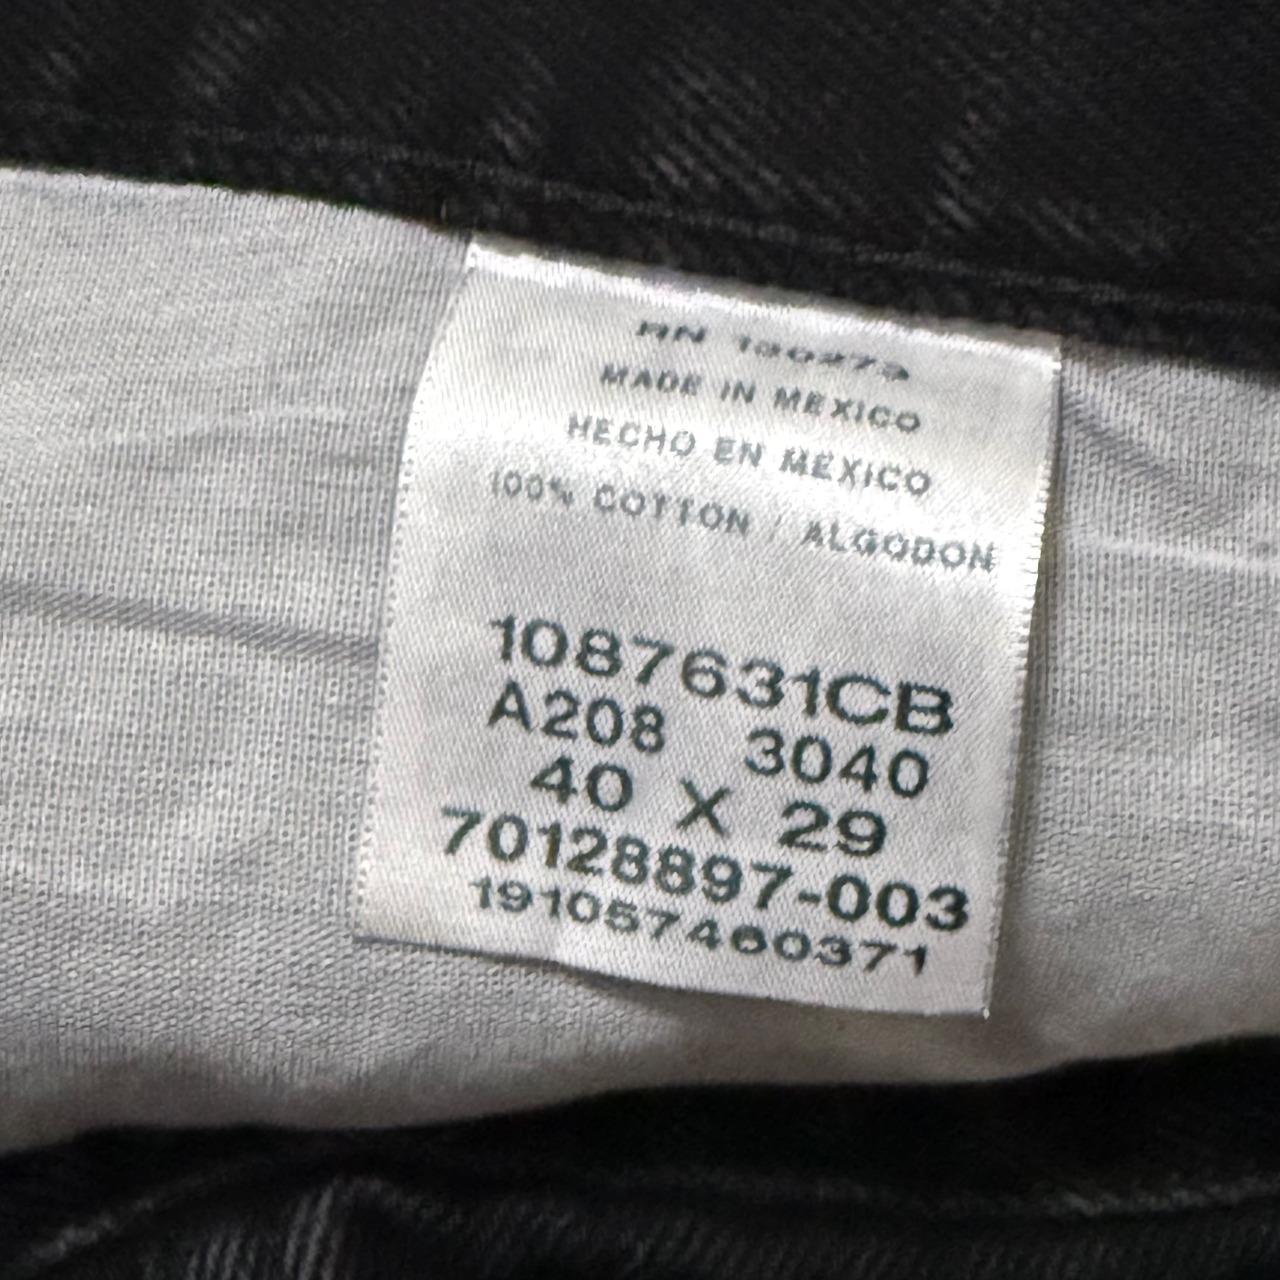 RN 130273
MADE IN MEXICO
HECHO EN MEXICO
100% COTTON / ALGODON
1087631CB
A208 3040
40 X 29
70128897-003
191057460371